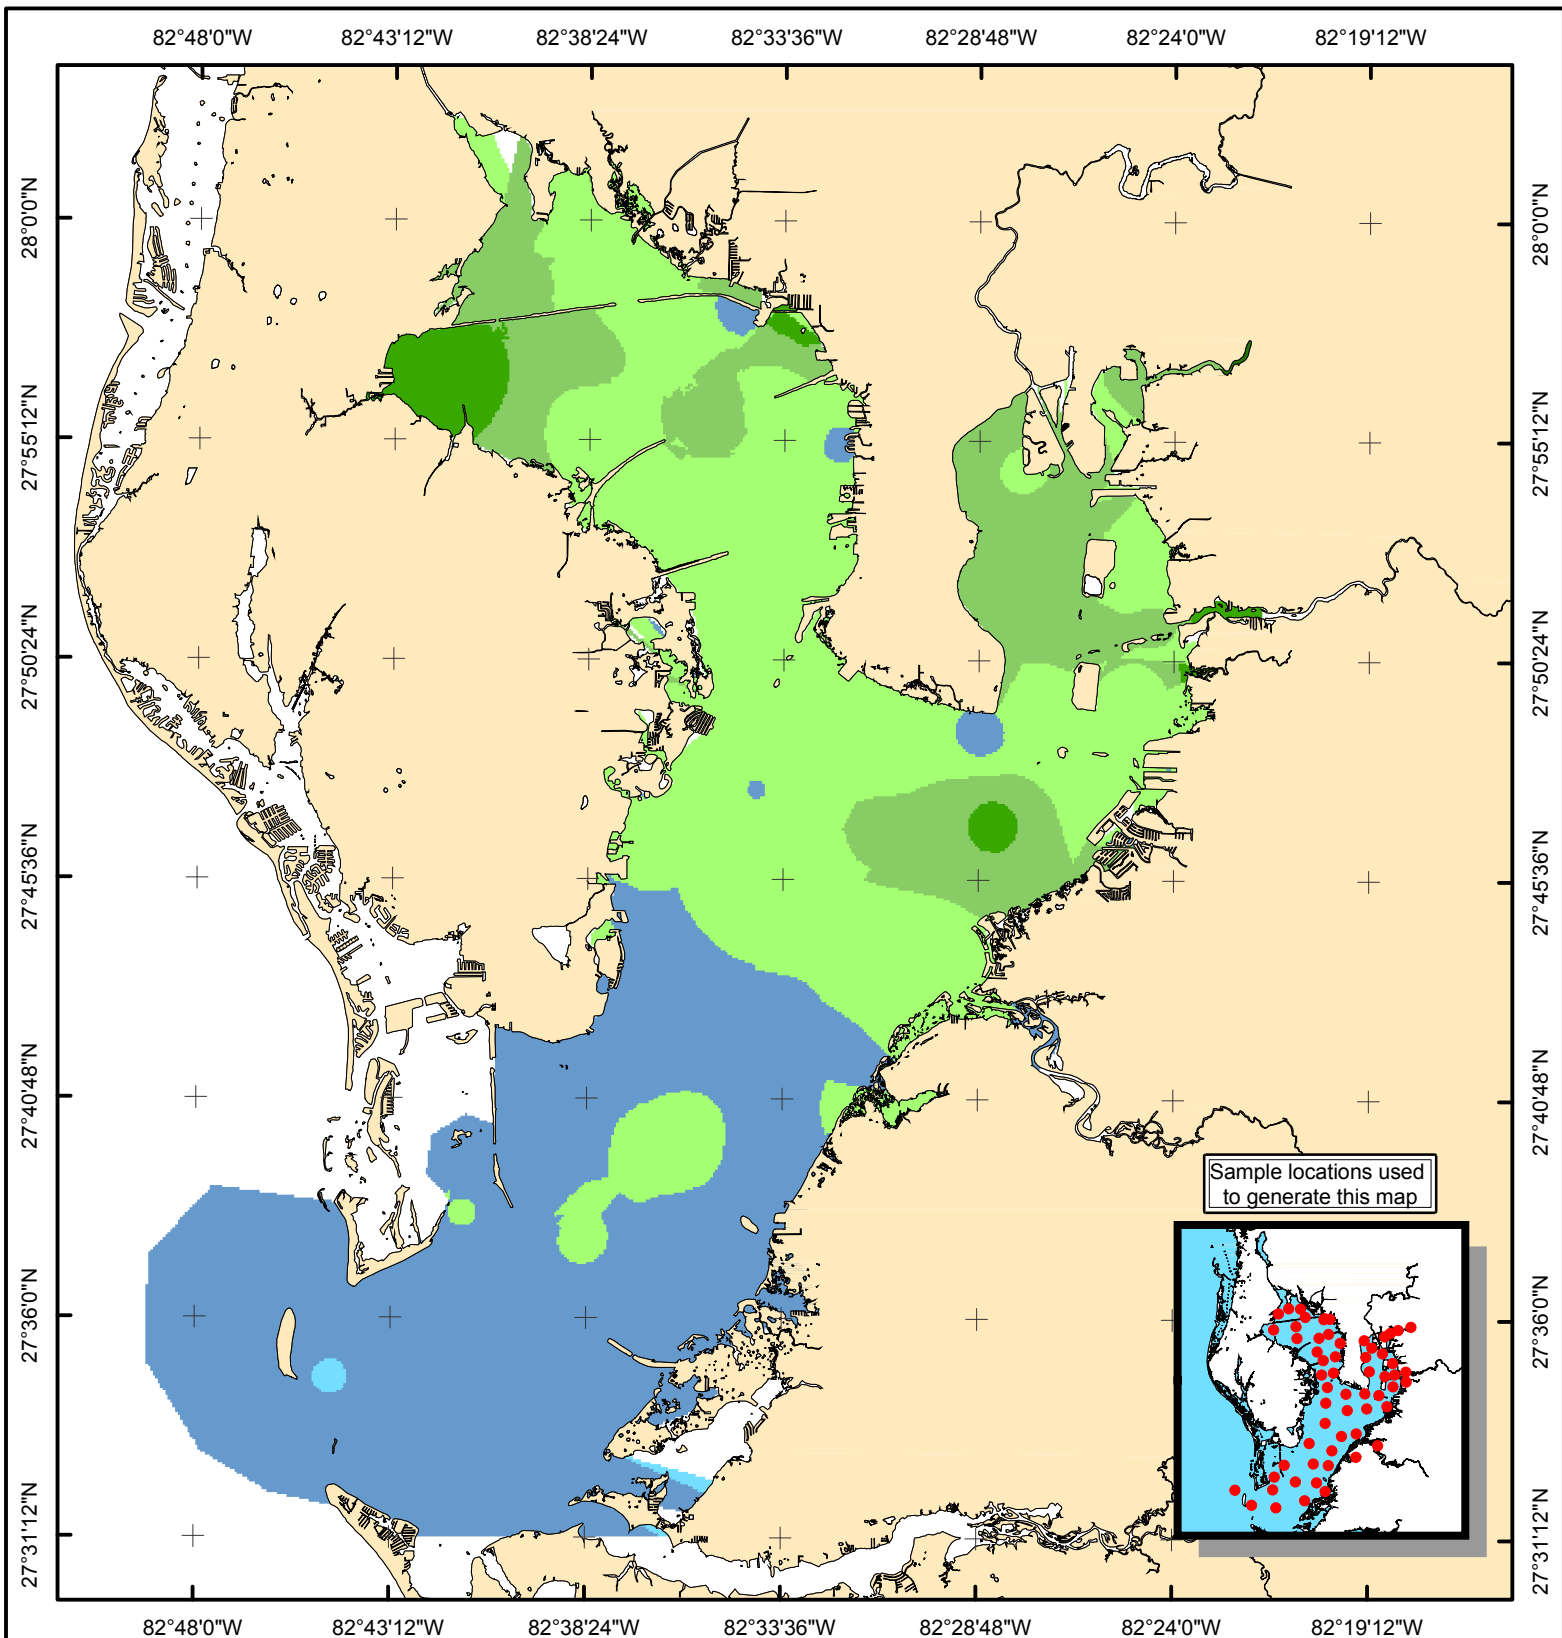 82°48'0"W 82°43'12"W 82°38'24"W 82°33'36"W 82°28'48"W 82°24'0"W 82°19'12"W
28°0'0"N 28°0'0"N
27°55'12"N 27°55'12"N
27°50'24"N 27°50'24"N
27°45'36"N 27°45'36"N
27°40'48"N 27°40'48"N
Sample locations used
to generate this map
27°36'0"N 27°36'0"N
27°31'12"N 27°31'12"N
82°48'0"W 82°43'12"W 82°38'24"W 82°33'36"W 82°28'48"W 82°24'0"W 82°19'12"W